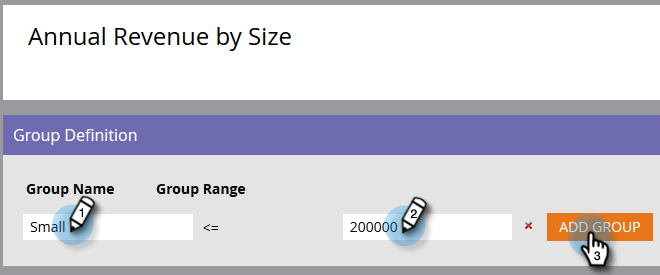 Annual Revenue by Size
Group Definition
Group Name Group Range
Small 1 <= 200000 2 × ADD GROUP
3